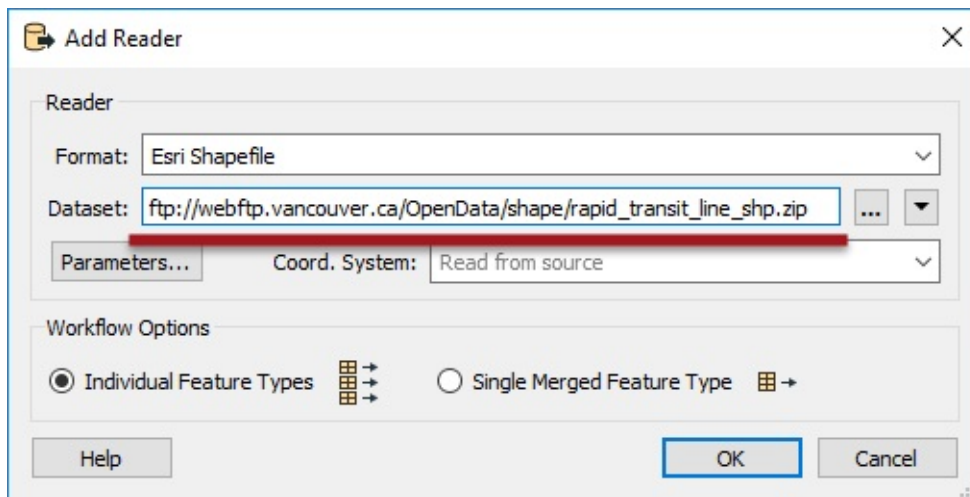 Add Reader
Reader
Format: Esri Shapefile
Dataset: ftp://webftp.vancouver.ca/OpenData/shape/rapid_transit_line_shp.zip ...
Parameters... Coord. System: Read from source
Workflow Options
Individual Feature Types Single Merged Feature Type
Help OK Cancel